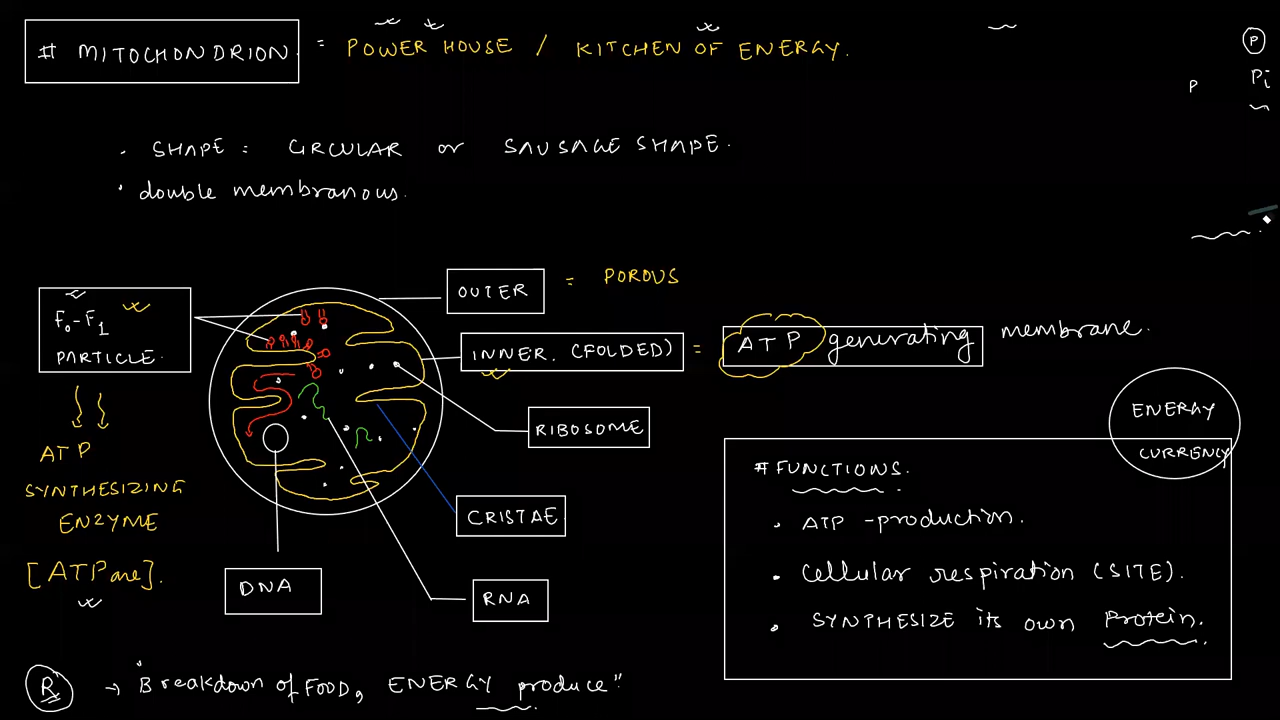 # MITOCHONDRION = POWER HOUSE / KITCHEN OF ENERGY.
P
Pi
P
. SHAPE : CIRCULAR or SAUSAGE SHAPE.
. double membranous.
OUTER = POROUS
F₀-F₁
PARTICLE.
INNER. (FOLDED) = ATP generating membrane.
ENERGY
CURRENCY
RIBOSOME
ATP
SYNTHESIZING
ENZYME
[ATPase].
CRISTAE
DNA
RNA
# FUNCTIONS.
. ATP -production.
. Cellular respiration (SITE).
. SYNTHESIZE its own Protein.
R → "Breakdown of FOOD, ENERGY produce"